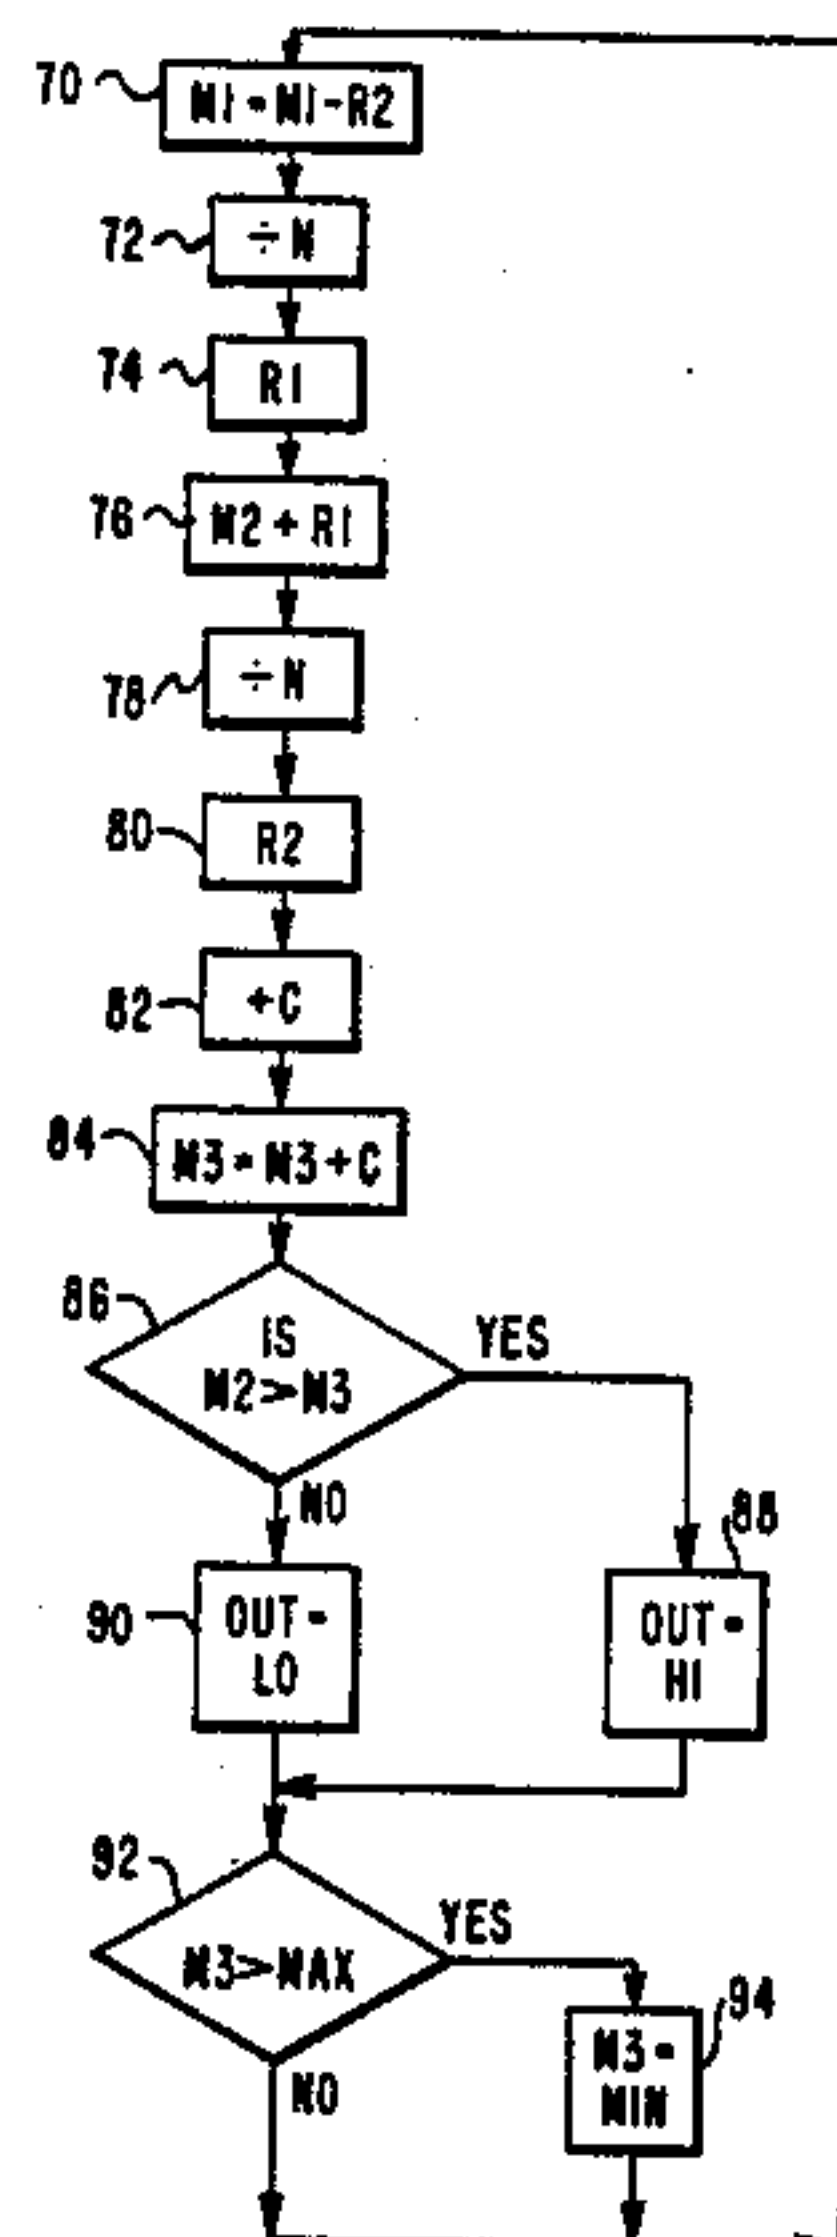 70
M1=M1-R2
72
÷N
74
R1
76
M2+R1
78
÷N
80
R2
82
+C
84
M3=M3+C
86
IS
M2>M3
YES
NO
88
90
OUT=
LO
OUT=
HI
92
M3>MAX
YES
94
M3=
MIN
NO